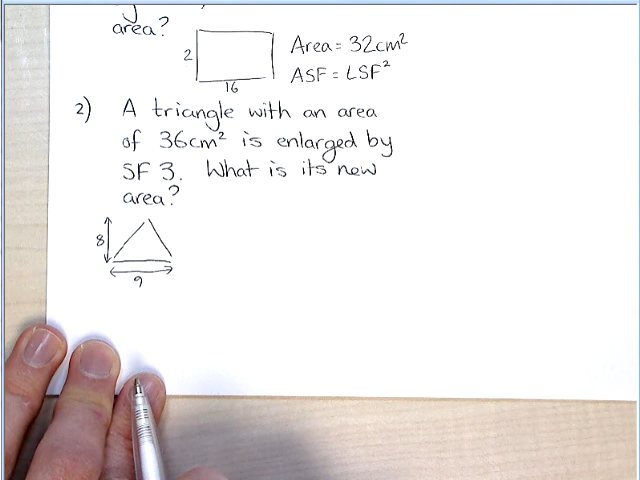 area?
2
16
Area = 32cm²
ASF = LSF²
2) A triangle with an area
of 36cm² is enlarged by
SF 3. What is its new
area?
8
9